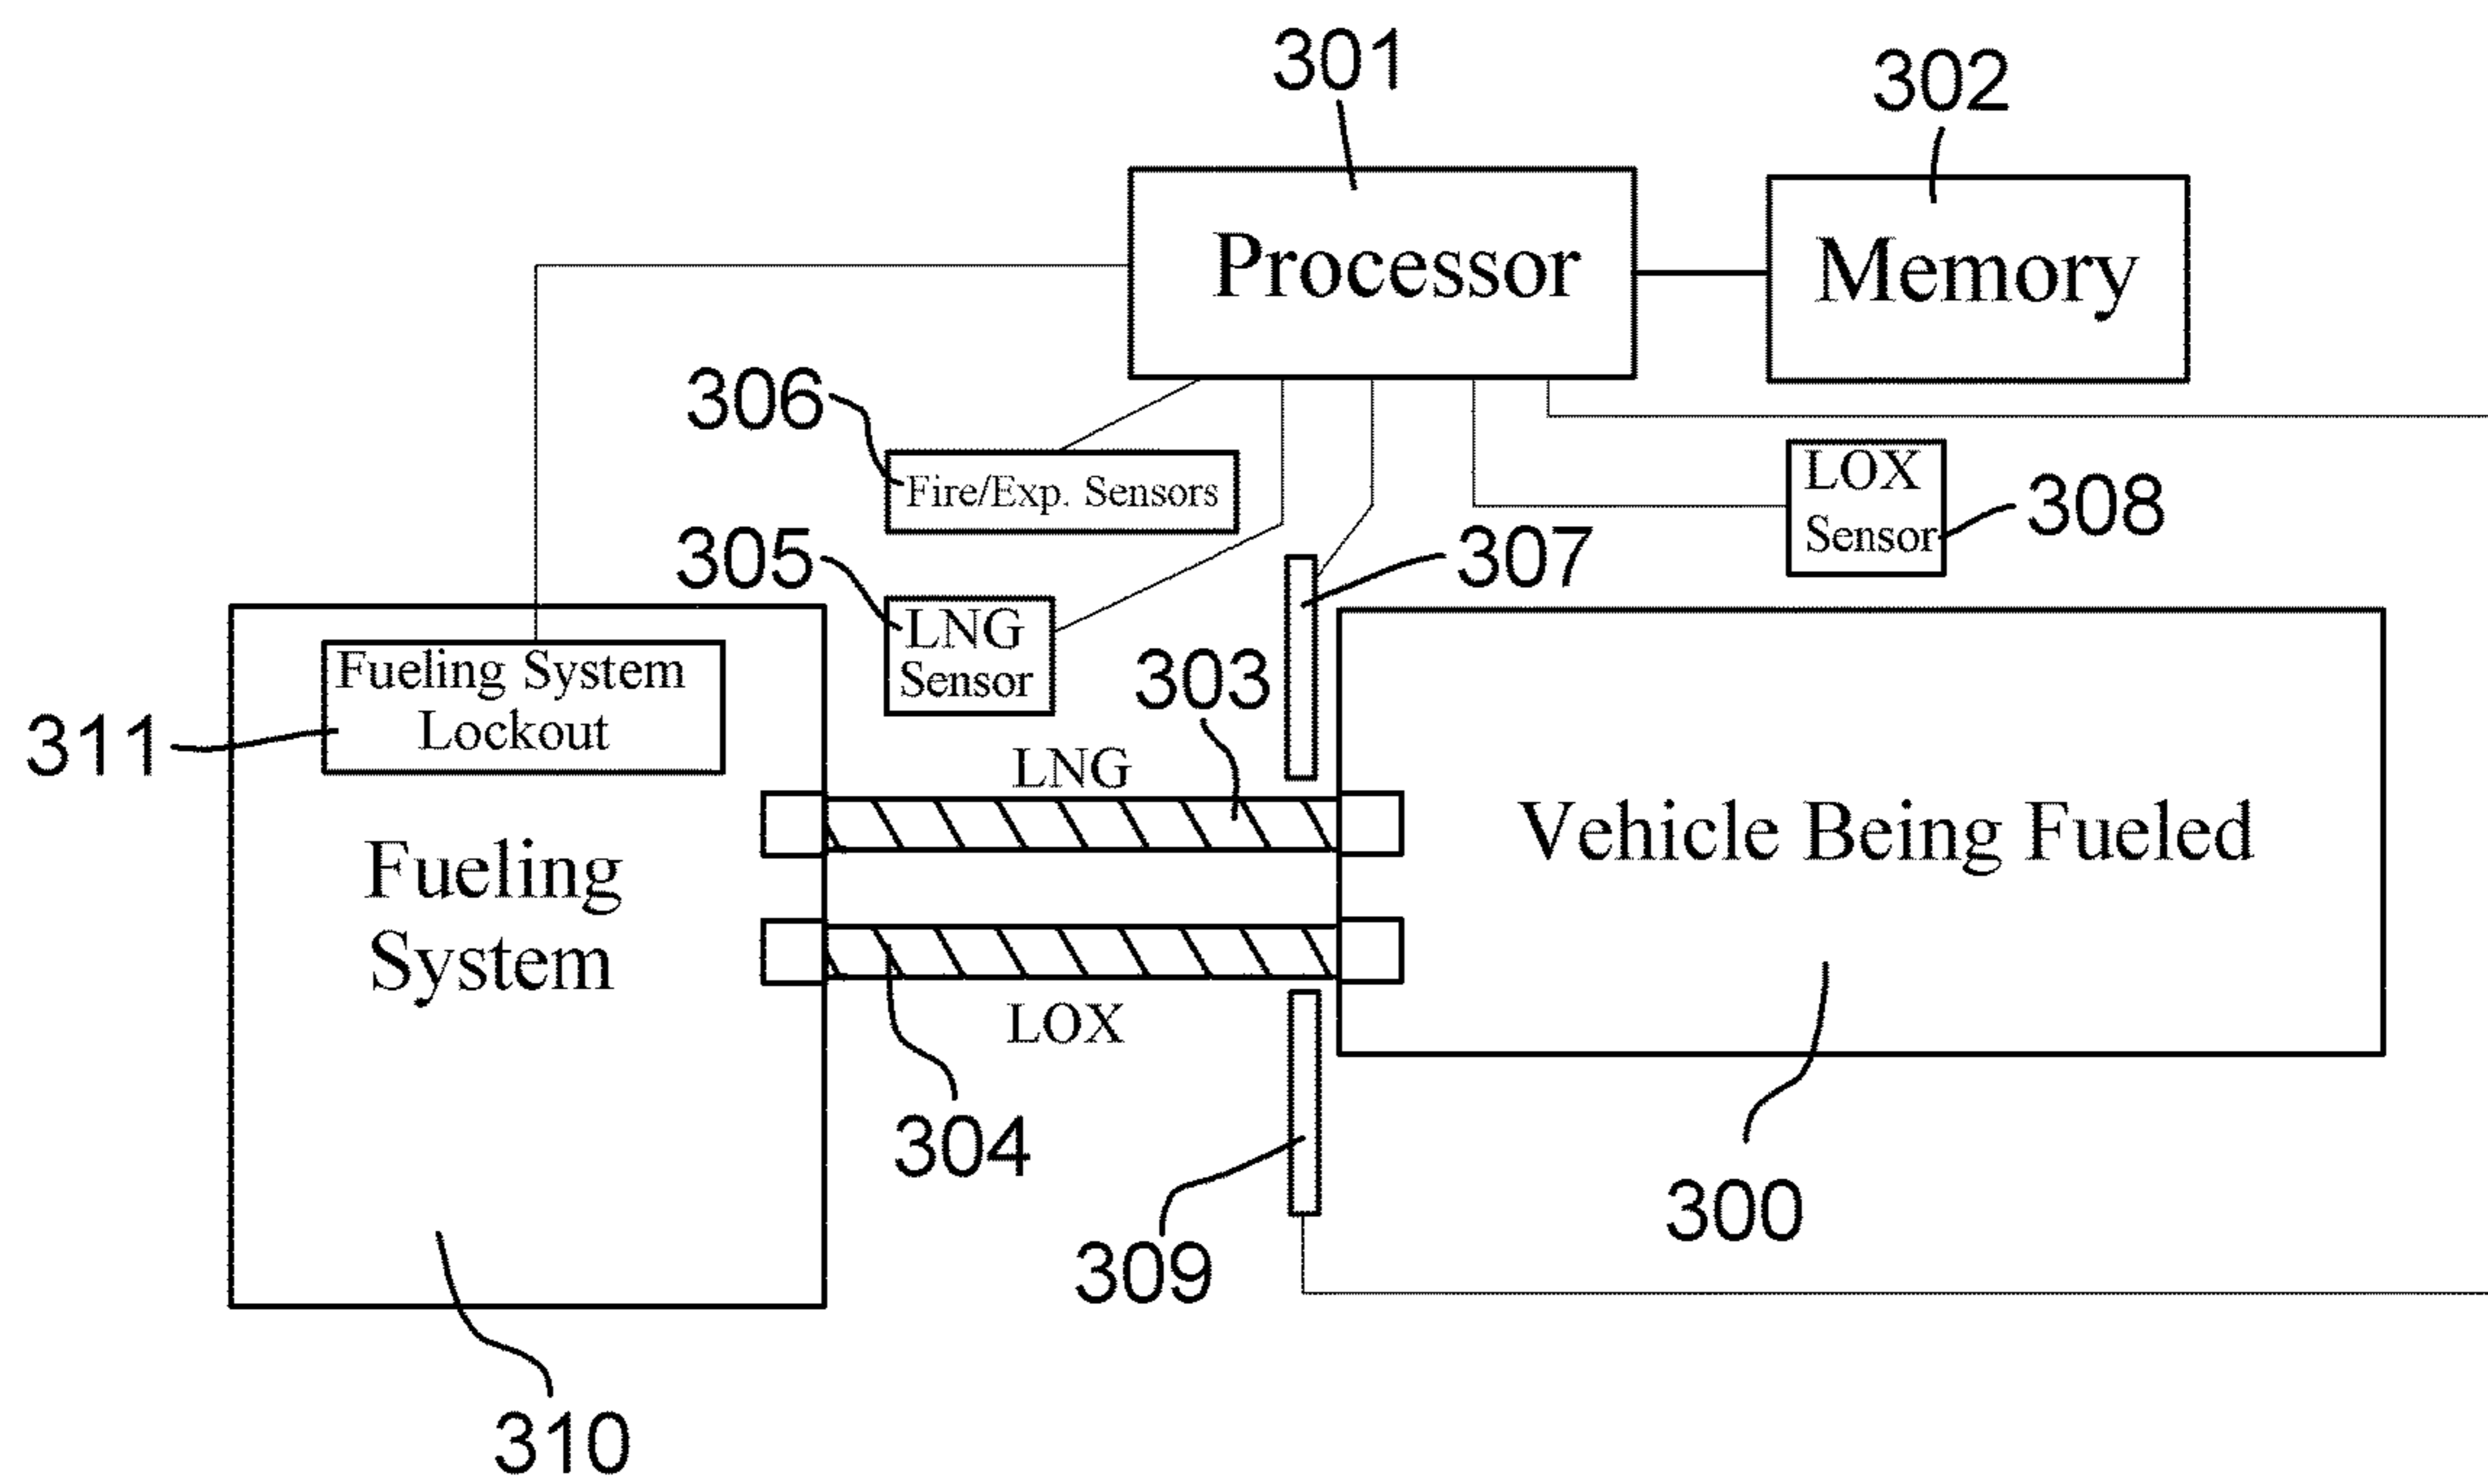 301
302
Processor
Memory
306
Fire/Exp. Sensors
LOX
Sensor
308
305
LNG
Sensor
307
303
Fueling System
Lockout
311
LNG
Fueling
System
Vehicle Being Fueled
LOX
304
309
300
310